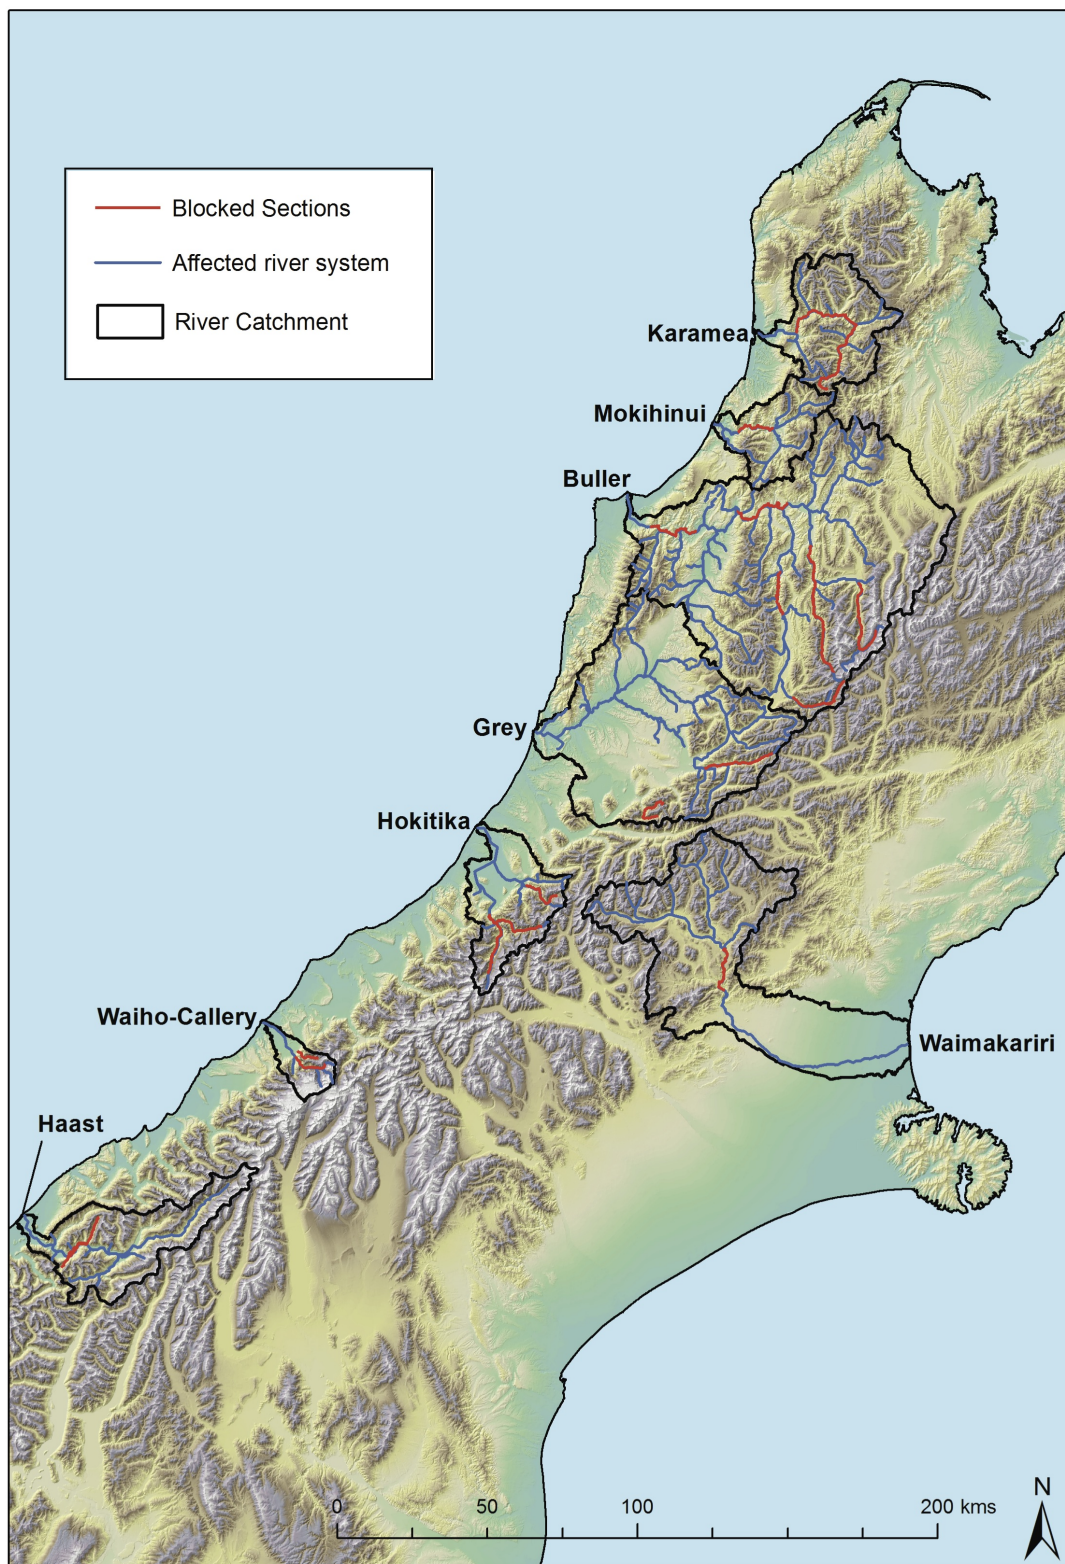 Blocked Sections
Affected river system
River Catchment
Karamea
Mokihinui
Buller
Grey
Hokitika
Waiho-Callery
Waimakariri
Haast
N
0 50 100 200 kms